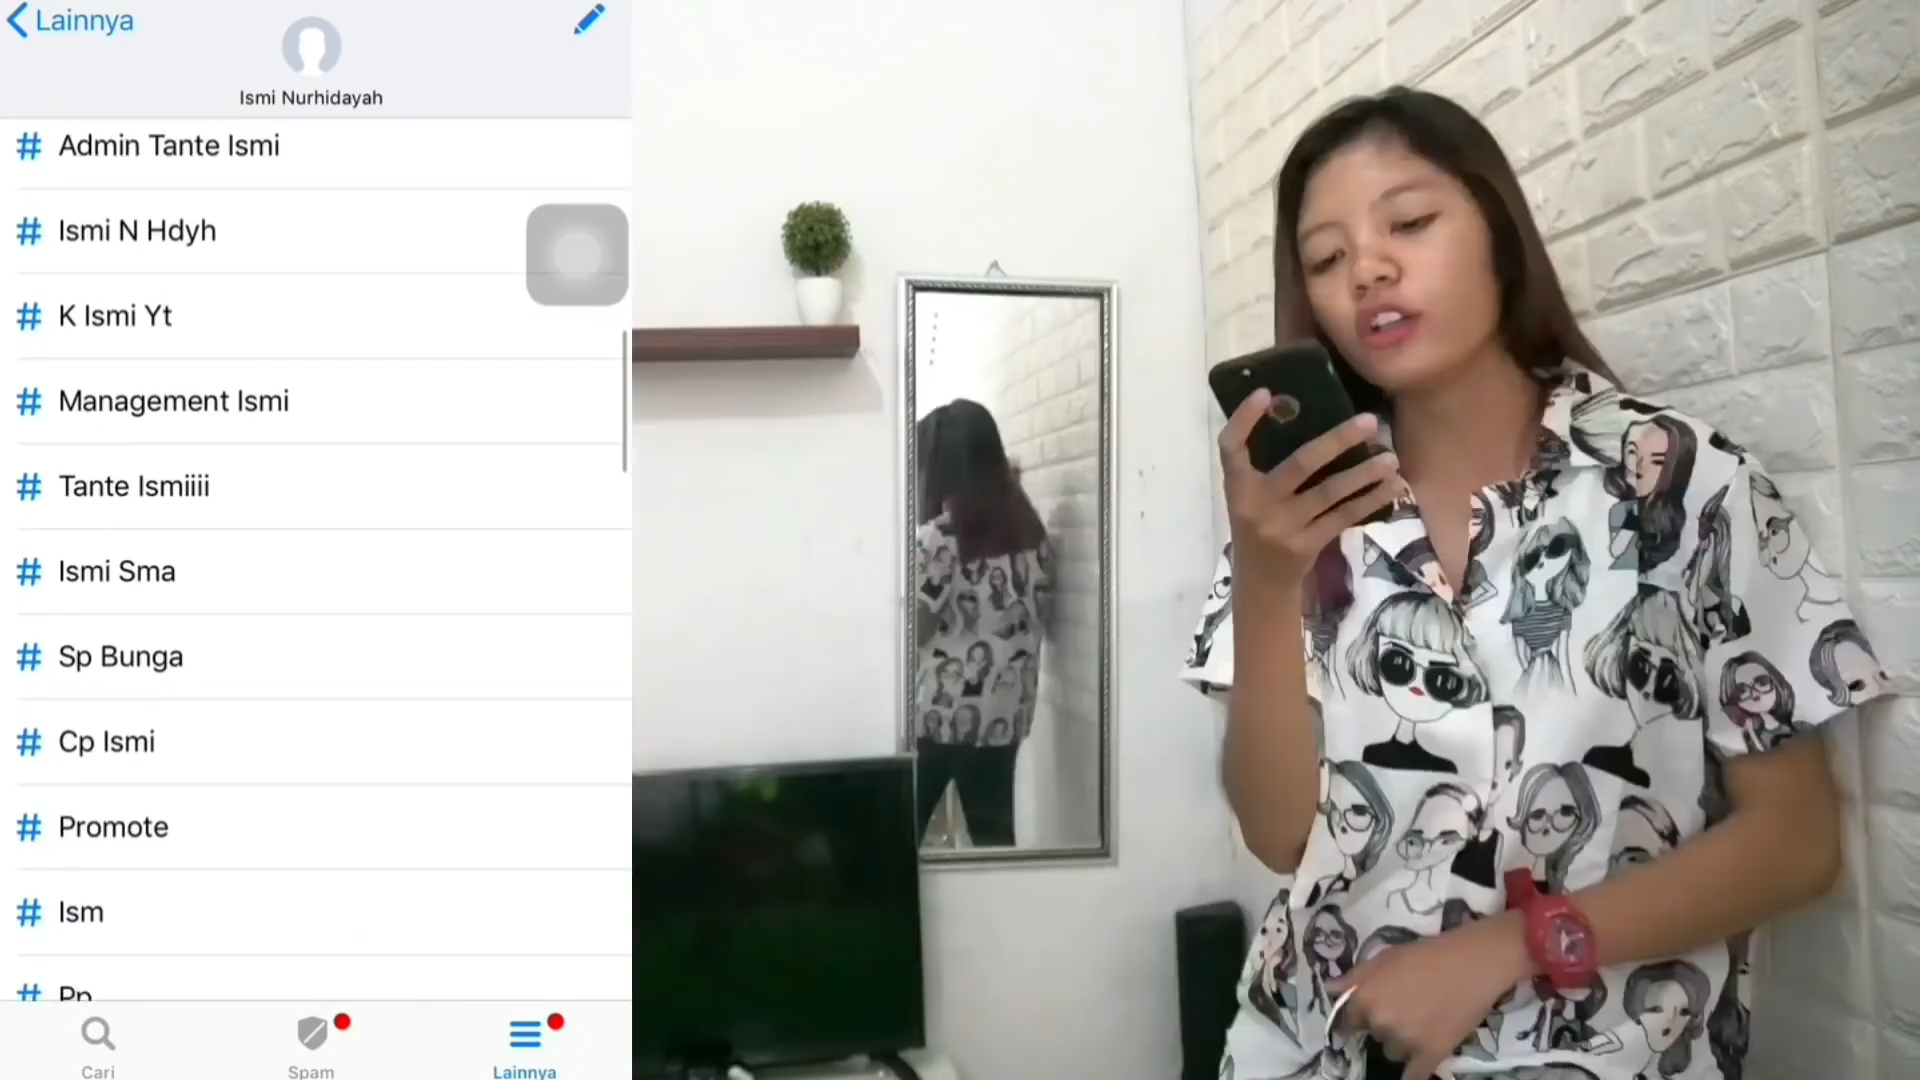 Lainnya
Ismi Nurhidayah
# Admin Tante Ismi
# Ismi N Hdyh
# K Ismi Yt
# Management Ismi
# Tante Ismiiii
# Ismi Sma
# Sp Bunga
# Cp Ismi
# Promote
# Ism
# Pp
Cari
Spam
Lainnya